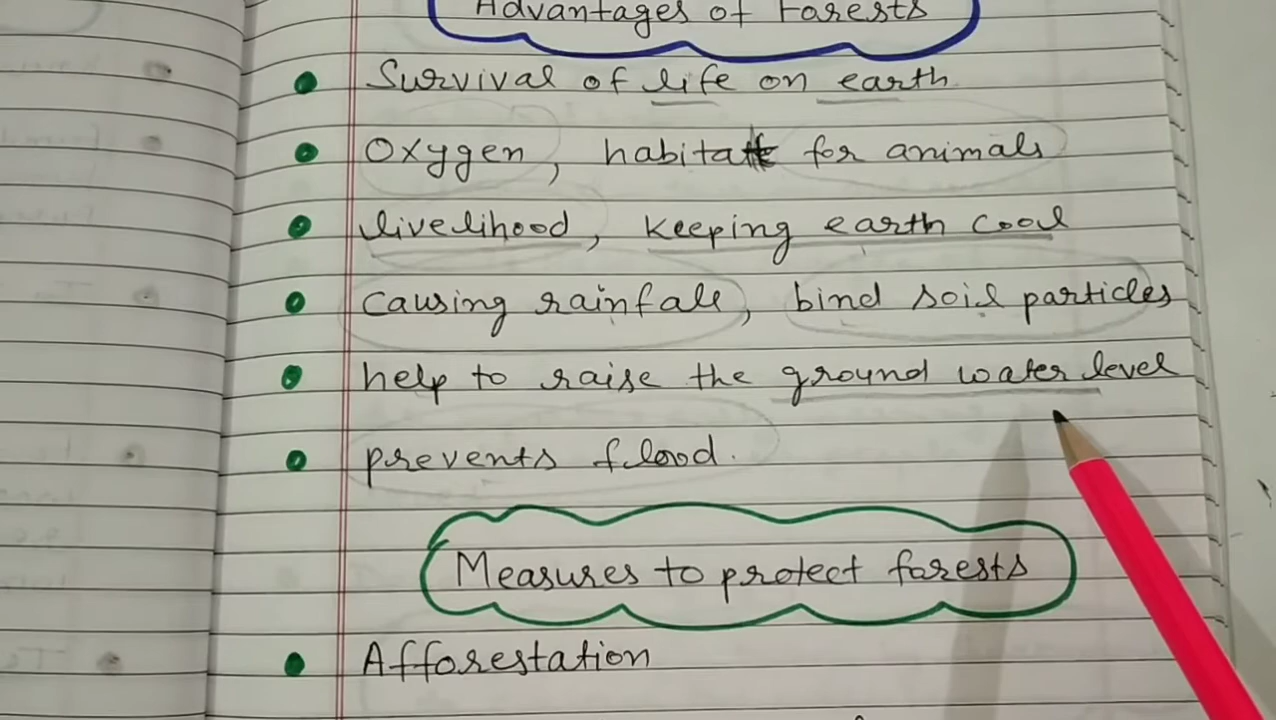 Advantages of Forests
Survival of life on earth.
Oxygen, habitat for animals
livelihood, keeping earth cool
causing rainfall, bind soil particles
help to raise the ground water level
prevents flood.
Measures to protect forests
Afforestation